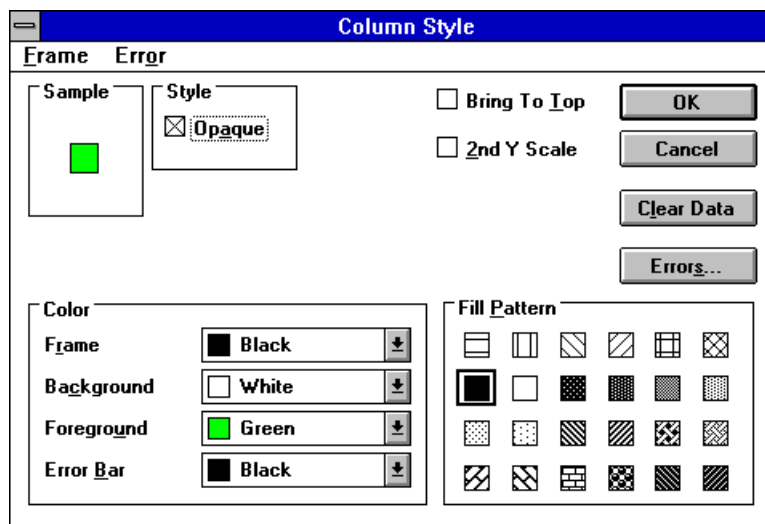 Column Style
Frame Error
Sample
Style
Opaque
Bring To Top
2nd Y Scale
OK
Cancel
Clear Data
Errors...
Color
Frame Black
Background White
Foreground Green
Error Bar Black
Fill Pattern